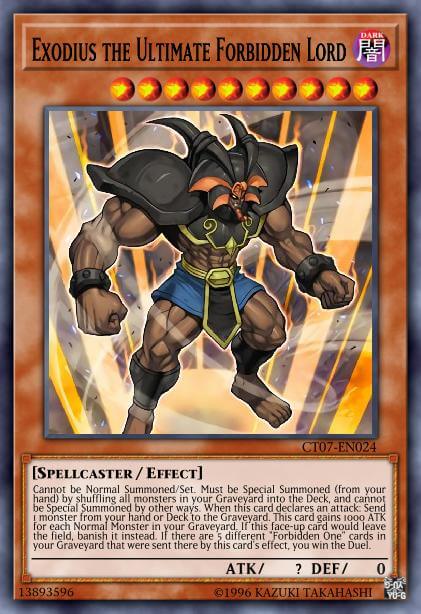 EXODIUS THE ULTIMATE FORBIDDEN LORD
DARK
闇
CT07-EN024
[SPELLCASTER / EFFECT]
Cannot be Normal Summoned/Set. Must be Special Summoned (from your
hand) by shuffling all monsters in your Graveyard into the Deck, and cannot
be Special Summoned by other ways. When this card declares an attack: Send
1 monster from your hand or Deck to the Graveyard. This card gains 1000 ATK
for each Normal Monster in your Graveyard. If this face-up card would leave
the field, banish it instead. If there are 5 different "Forbidden One" cards in
your Graveyard that were sent there by this card's effect, you win the Duel.
ATK/ ? DEF/ 0
13893596 ©1996 KAZUKI TAKAHASHI